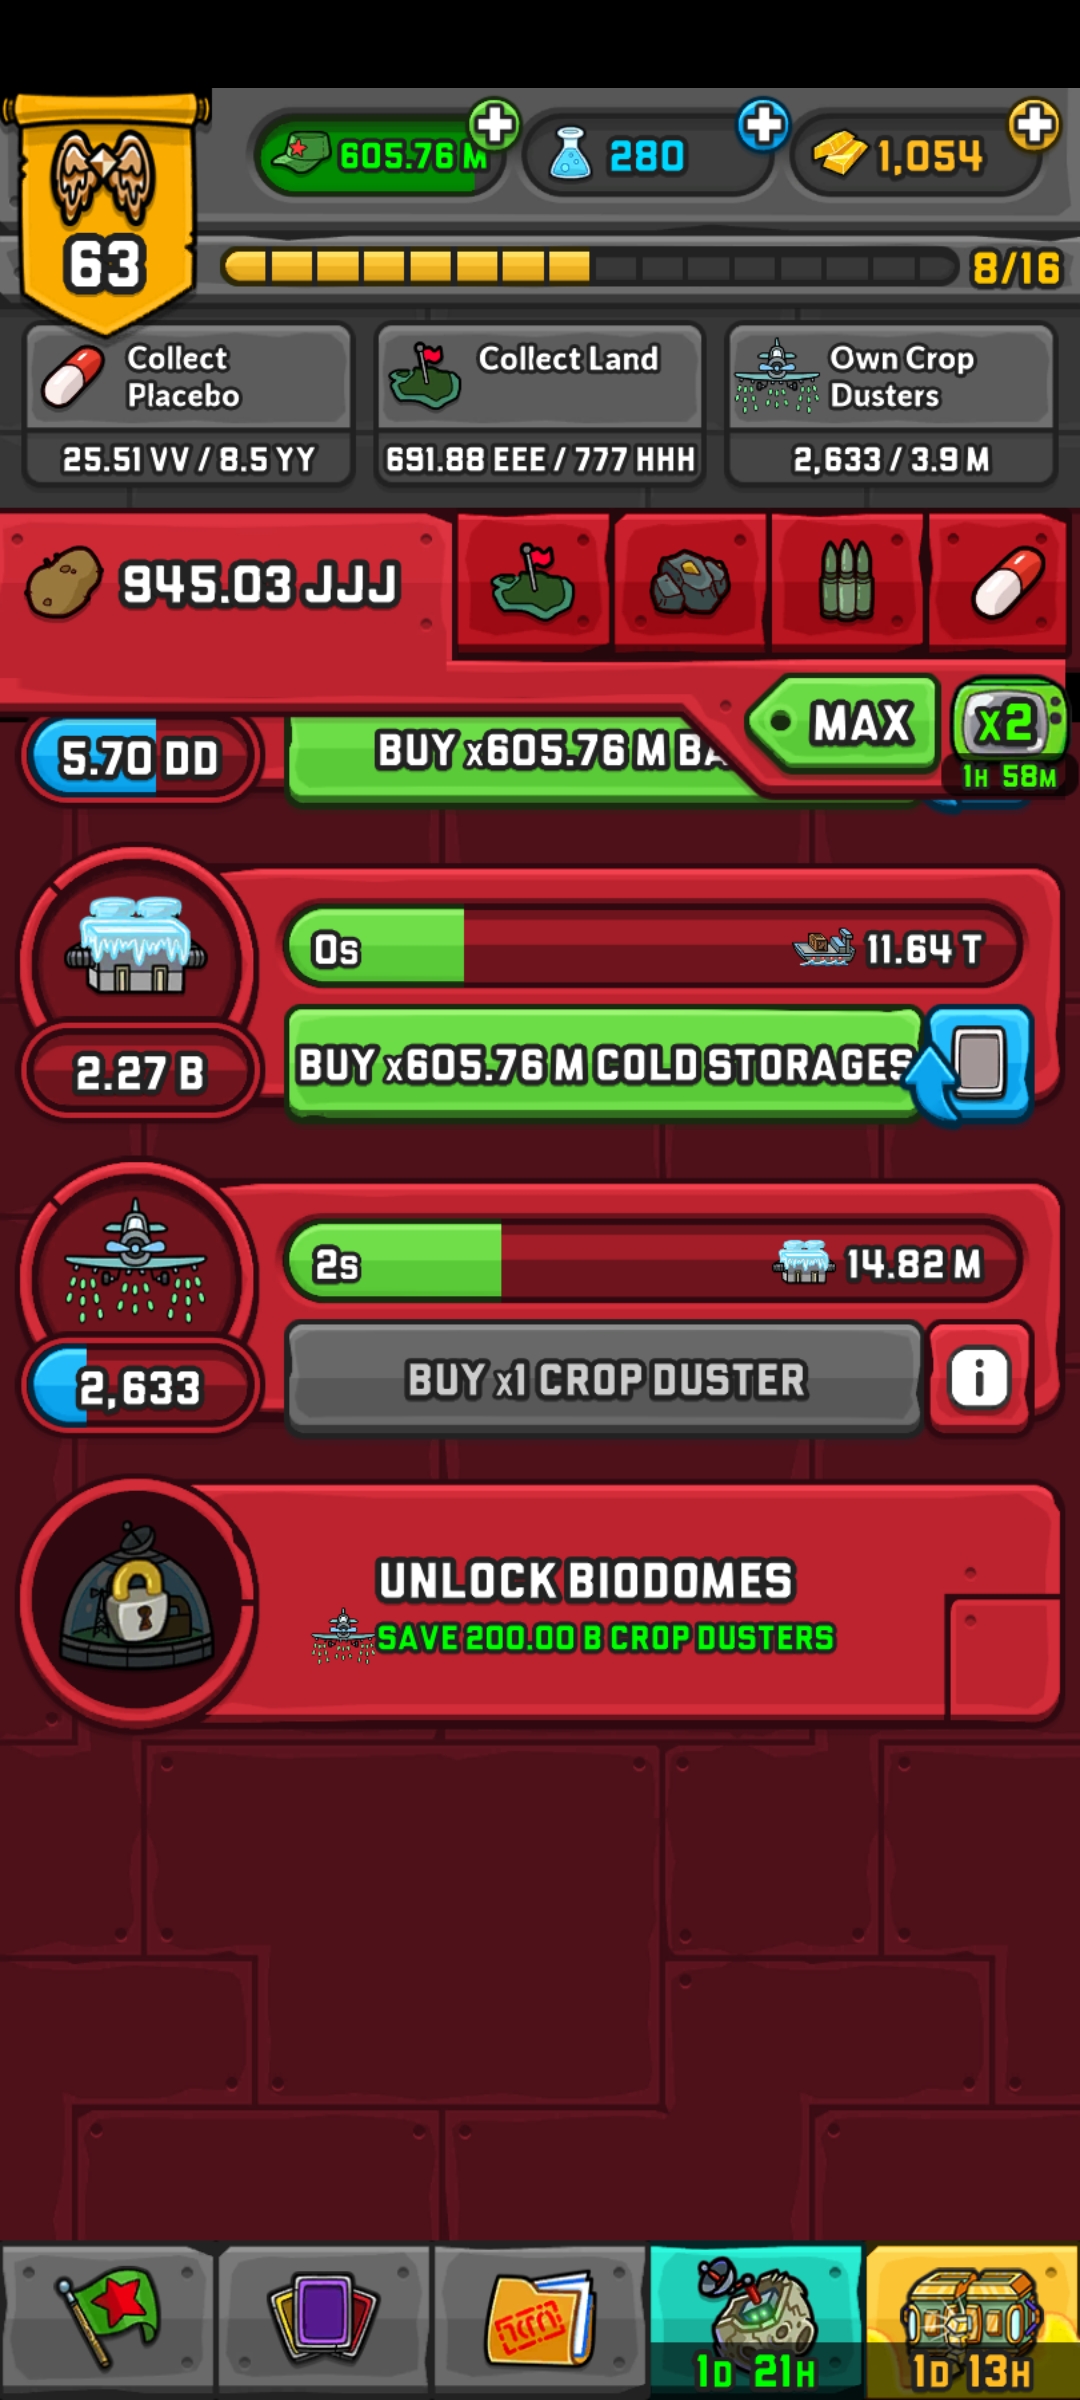 605.76 M
280
1,054
63
8/16
Collect Placebo
25.51 VV / 8.5 YY
Collect Land
691.88 EEE / 777 HHH
Own Crop Dusters
2,633 / 3.9 M
945.03 JJJ
MAX
x2
1H 58M
5.70 DD
BUY x605.76 M BA
0s
11.64 T
2.27 B
BUY x605.76 M COLD STORAGES
2s
14.82 M
2,633
BUY x1 CROP DUSTER
i
UNLOCK BIODOMES
SAVE 200.00 B CROP DUSTERS
1D 21H
1D 13H